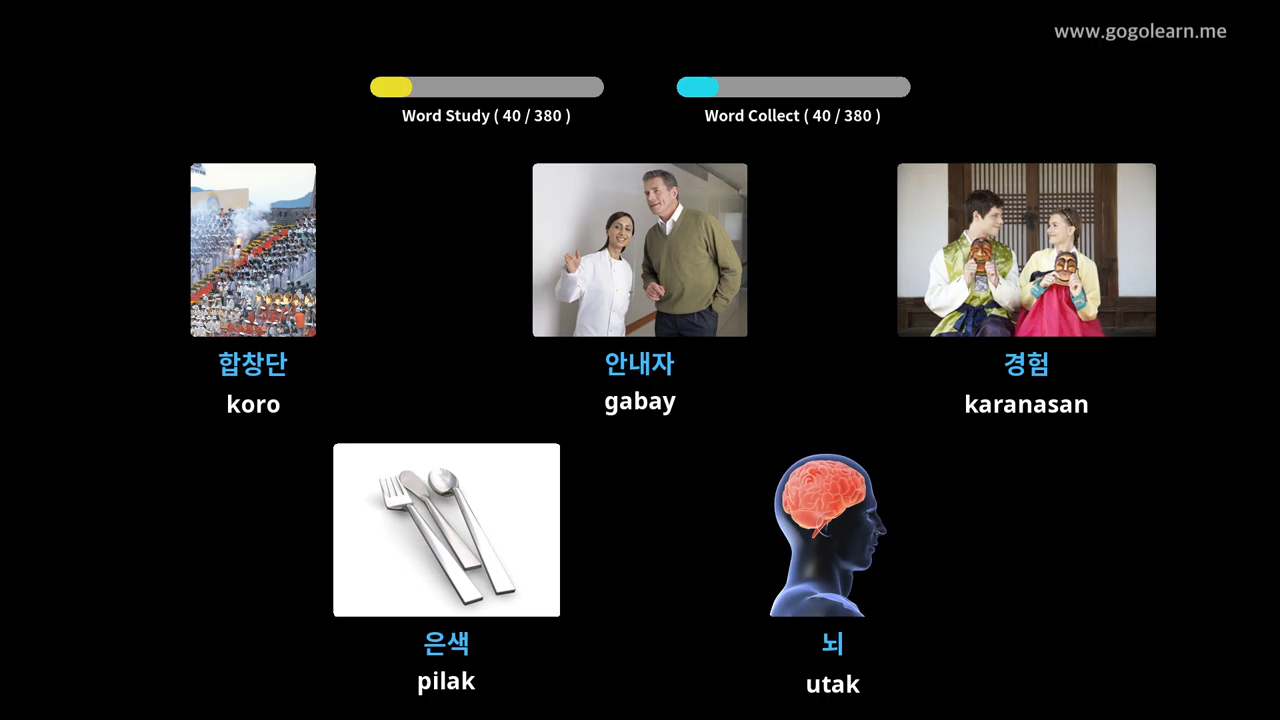 www.gogolearn.me
Word Study ( 40 / 380 )
Word Collect ( 40 / 380 )
합창단
koro
안내자
gabay
경험
karanasan
은색
pilak
뇌
utak